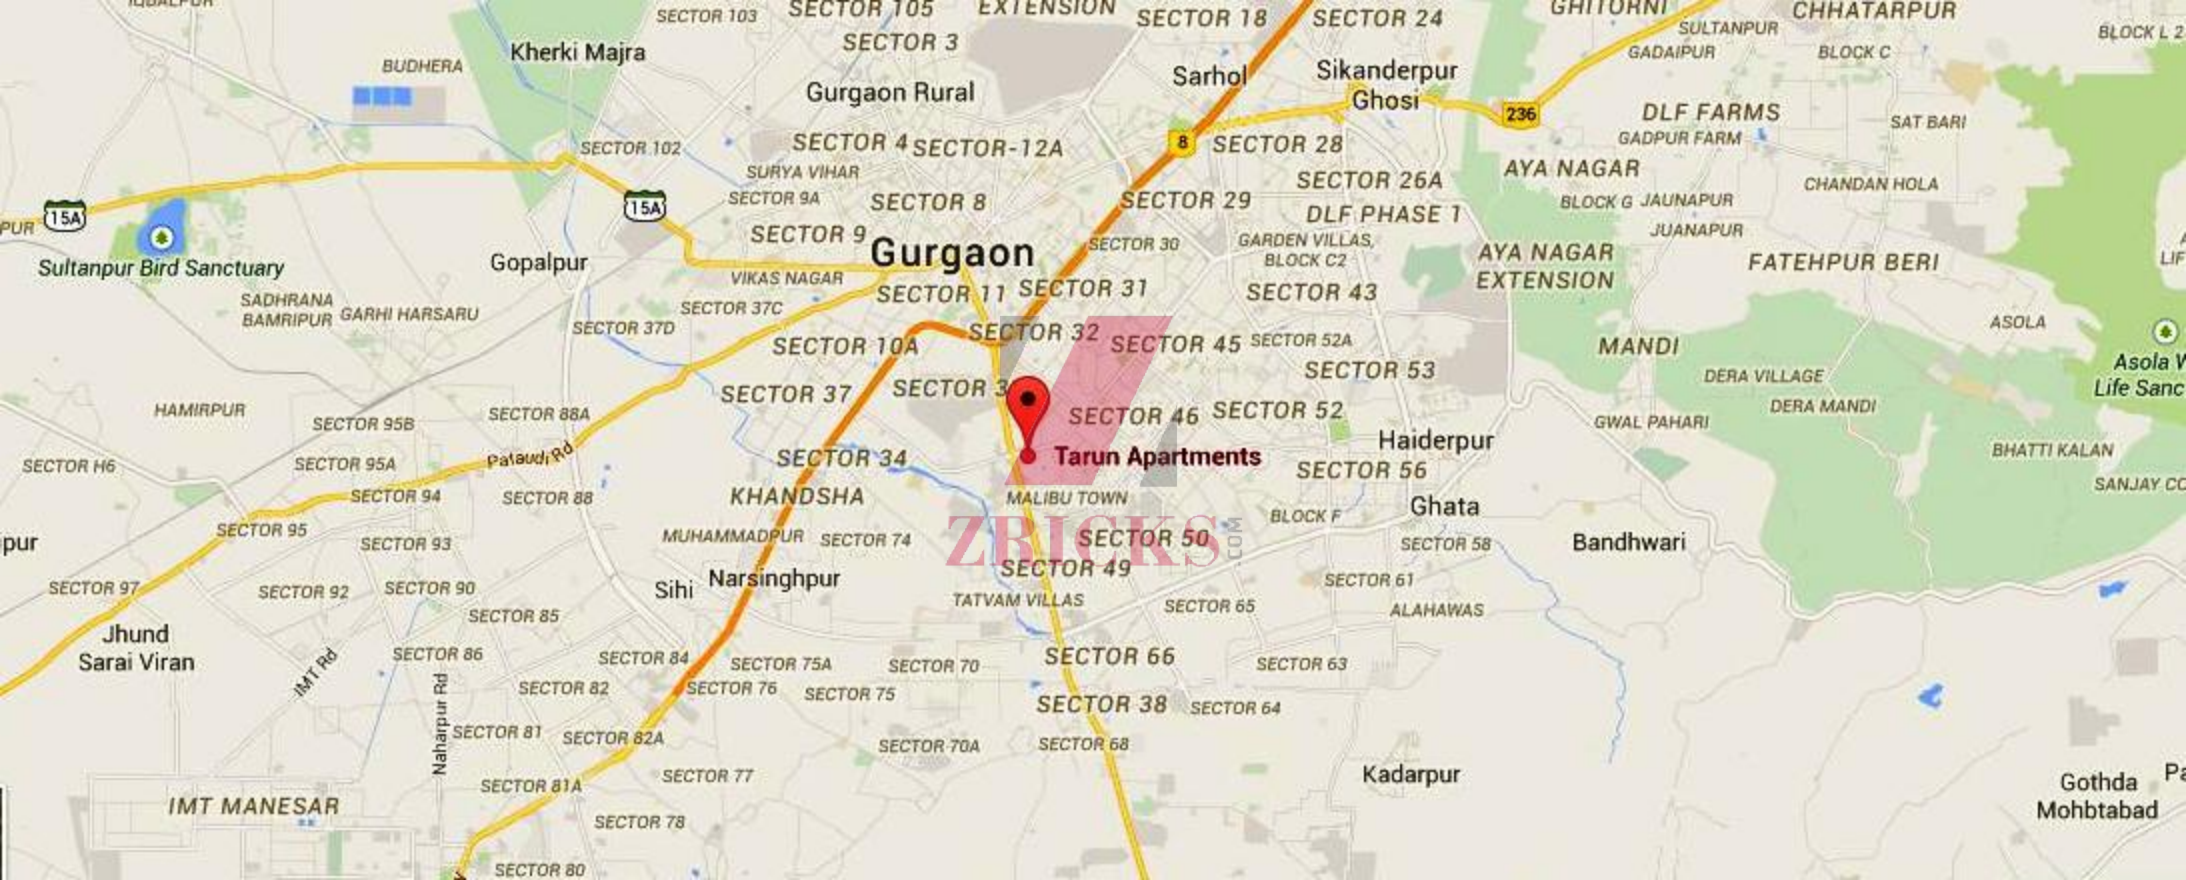 SECTOR 103
SECTOR 105
EXTENSION
SECTOR 18
SECTOR 24
GHITORNI
CHHATARPUR
SULTANPUR
BLOCK L 2
SECTOR 3
Kherki Majra
BUDHERA
GADAIPUR
BLOCK C
Sarhol
Sikanderpur
Ghosi
Gurgaon Rural
236
DLF FARMS
GADPUR FARM
SAT BARI
SECTOR 102
SECTOR 4
SECTOR-12A
8
SECTOR 28
AYA NAGAR
SURYA VIHAR
SECTOR 26A
CHANDAN HOLA
15A
15A
SECTOR 9A
SECTOR 8
SECTOR 29
DLF PHASE 1
BLOCK G
JAUNAPUR
PUR
SECTOR 9
Gurgaon
SECTOR 30
GARDEN VILLAS,
BLOCK C2
JUANAPUR
AYA NAGAR
EXTENSION
FATEHPUR BERI
Sultanpur Bird Sanctuary
Gopalpur
VIKAS NAGAR
SECTOR 11
SECTOR 31
SECTOR 43
SADHRANA
BAMRIPUR
GARHI HARSARU
SECTOR 37C
SECTOR 37D
SECTOR 32
ASOLA
SECTOR 10A
SECTOR 45
SECTOR 52A
MANDI
Asola W
Life Sanc
SECTOR 53
DERA VILLAGE
SECTOR 37
SECTOR 3
HAMIRPUR
SECTOR 95B
SECTOR 88A
SECTOR 46
SECTOR 52
DERA MANDI
GWAL PAHARI
Haiderpur
Pataudi Rd
SECTOR H6
SECTOR 95A
SECTOR 34
Tarun Apartments
SECTOR 56
BHATTI KALAN
SANJAY CO
SECTOR 94
SECTOR 88
KHANDSHA
MALIBU TOWN
Ghata
BLOCK F
SECTOR 95
ZBICKS
.COM
SECTOR 50
SECTOR 58
Bandhwari
pur
SECTOR 93
MUHAMMADPUR
SECTOR 74
SECTOR 49
SECTOR 97
SECTOR 92
SECTOR 90
Sihi
Narsinghpur
SECTOR 61
TATVAM VILLAS
SECTOR 65
ALAHAWAS
SECTOR 85
Jhund
Sarai Viran
SECTOR 86
SECTOR 84
SECTOR 75A
SECTOR 70
SECTOR 66
SECTOR 63
IMT Rd
SECTOR 82
SECTOR 76
SECTOR 75
SECTOR 38
SECTOR 64
Naharpur Rd
SECTOR 81
SECTOR 82A
SECTOR 70A
SECTOR 68
SECTOR 77
SECTOR 81A
Kadarpur
Gothda
Mohbtabad
IMT MANESAR
SECTOR 78
SECTOR 80